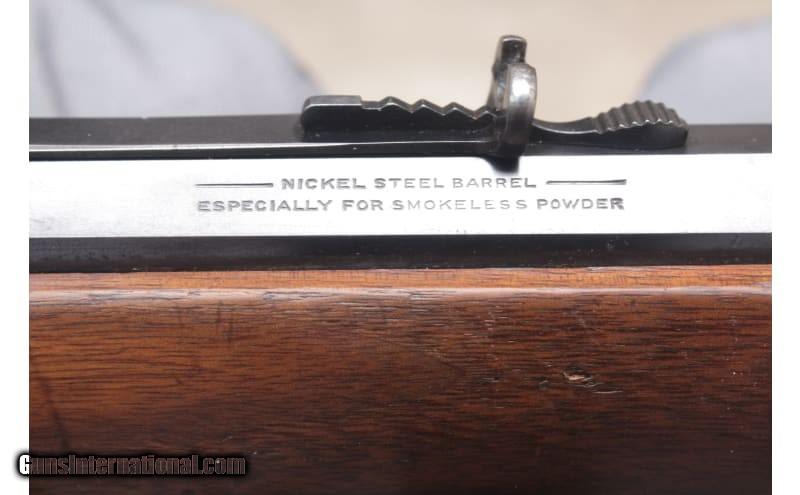 NICKEL STEEL BARREL
ESPECIALLY FOR SMOKELESS POWDER
GunsInternational.com